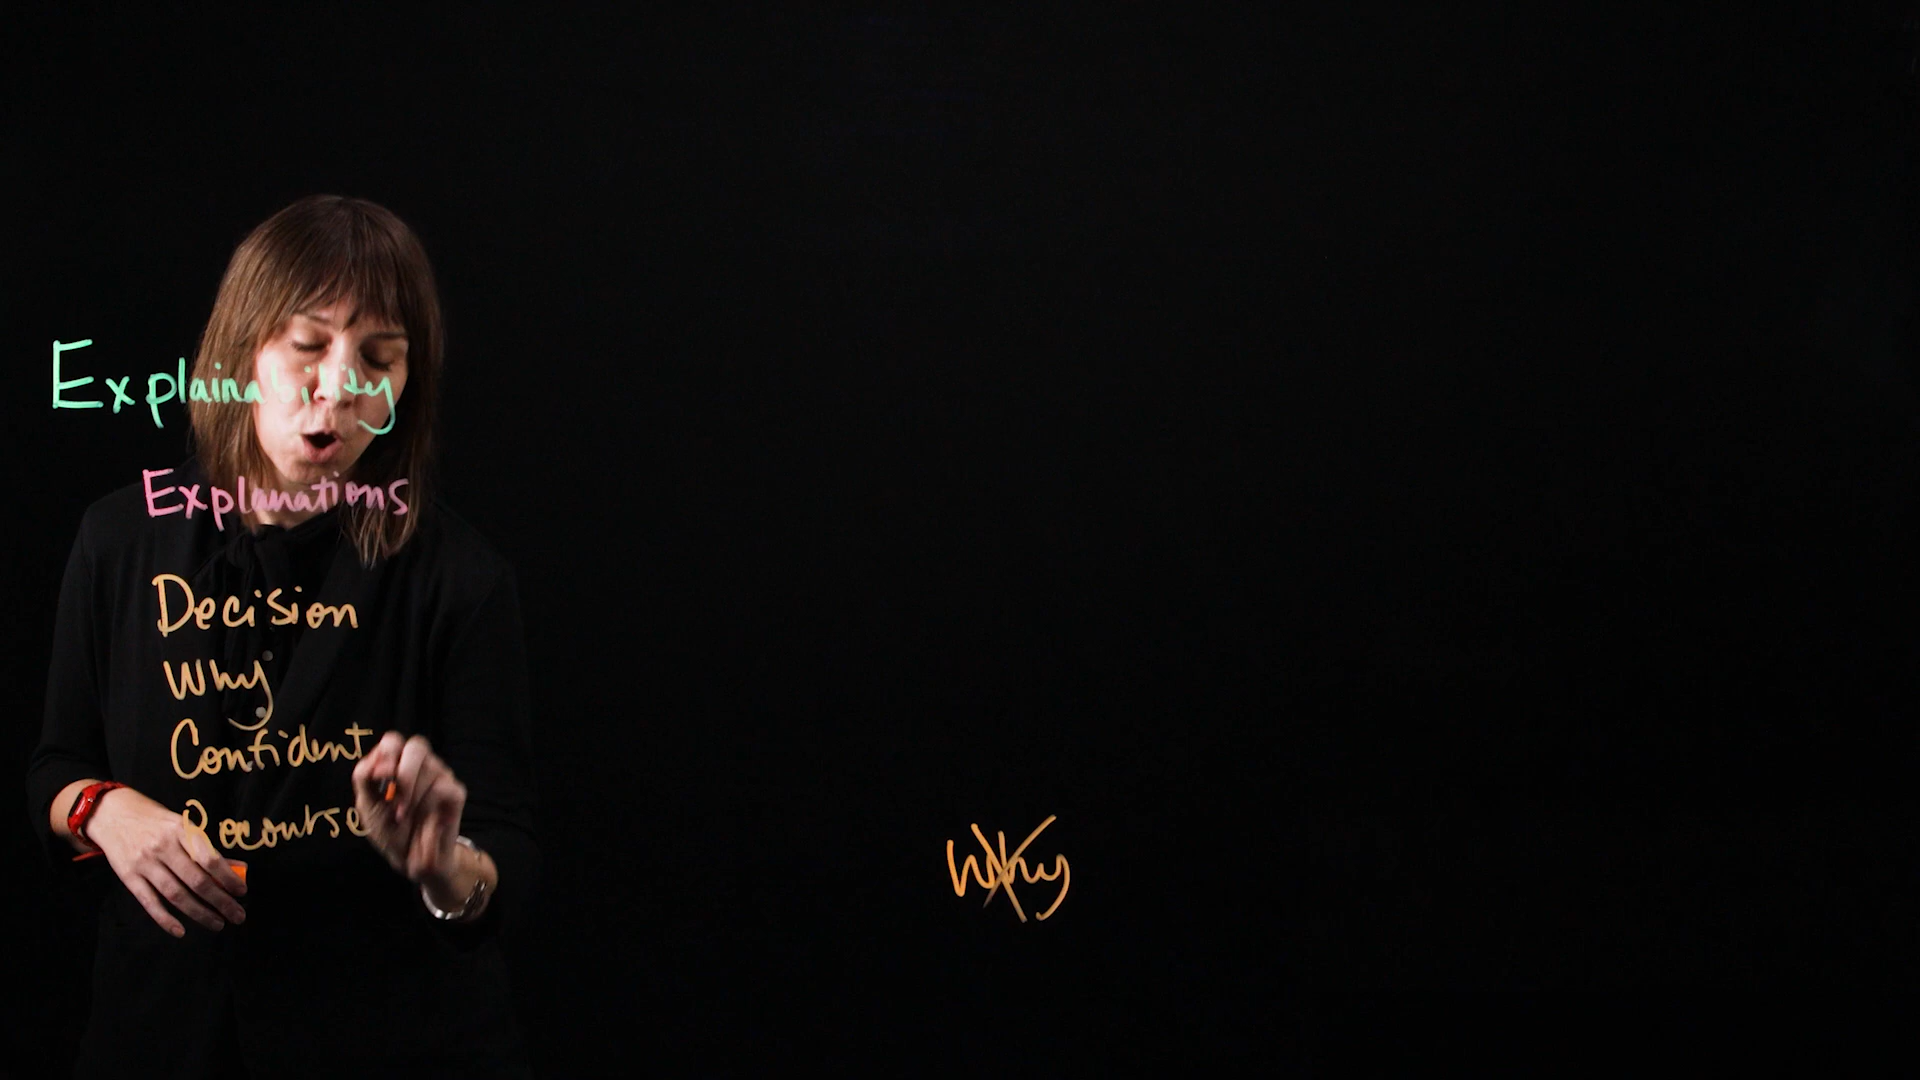 Explainability
Explanations
Decision
Why
Confident
Recourse
Why